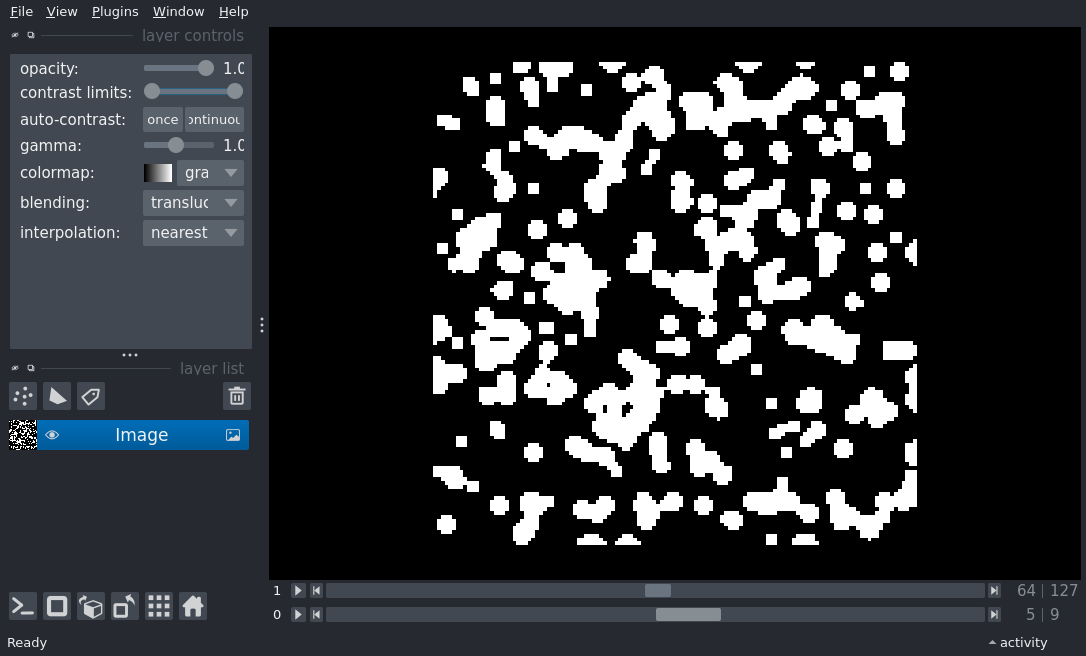 File View Plugins Window Help
layer controls
opacity: 1.0
contrast limits:
auto-contrast: once ontinuou
gamma: 1.0
colormap: gra
blending: transluc
interpolation: nearest
layer list
Image
1 64 | 127
0 5 | 9
Ready activity